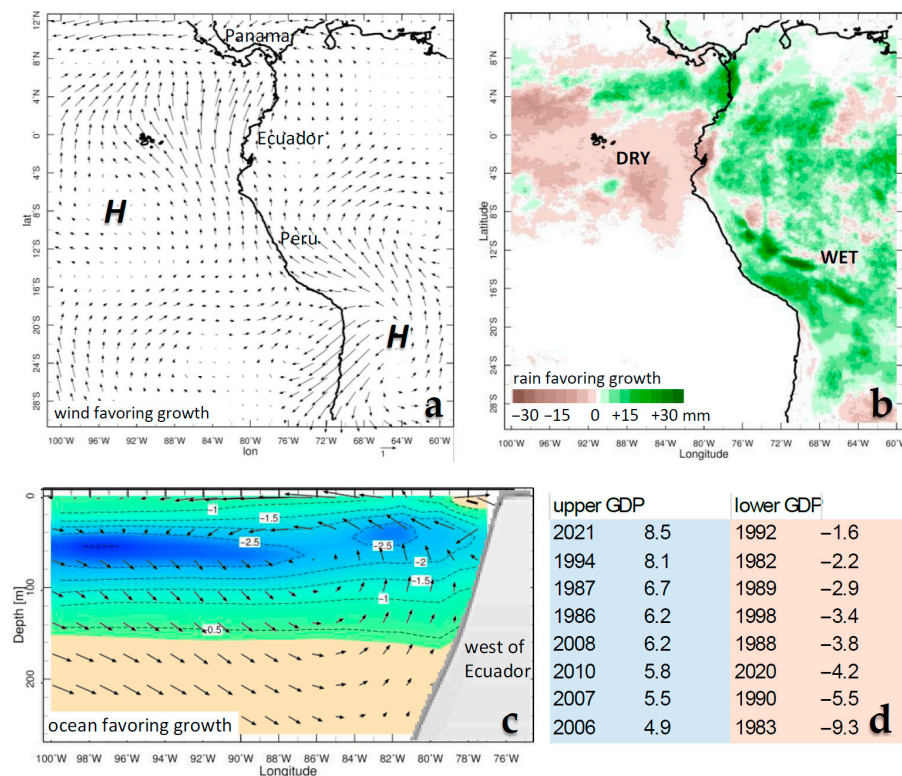 12°N
8°N
4°N
0°
4°S
8°S
12°S
16°S
20°S
24°S
28°S
lat
Panama
Ecuador
H
Peru
H
wind favoring growth
a
100°W 96°W 92°W 88°W 84°W 80°W 76°W 72°W 68°W 64°W 60°W
lon
1
8°N
4°N
0°
4°S
8°S
12°S
16°S
20°S
24°S
28°S
Latitude
DRY
WET
rain favoring growth
−30 −15 0 +15 +30 mm
b
100°W 96°W 92°W 88°W 84°W 80°W 76°W 72°W 68°W 64°W 60°W
Longitude
0
100
200
Depth [m]
−1
−1.5
−2.5
−2.5
−2
−1.5
−1
−0.5
west of
Ecuador
ocean favoring growth
c
100°W 96°W 92°W 88°W 84°W 80°W 76°W
Longitude
upper GDP lower GDP
2021 8.5 1992 −1.6
1994 8.1 1982 −2.2
1987 6.7 1989 −2.9
1986 6.2 1998 −3.4
2008 6.2 1988 −3.8
2010 5.8 2020 −4.2
2007 5.5 1990 −5.5
2006 4.9 1983 −9.3
d